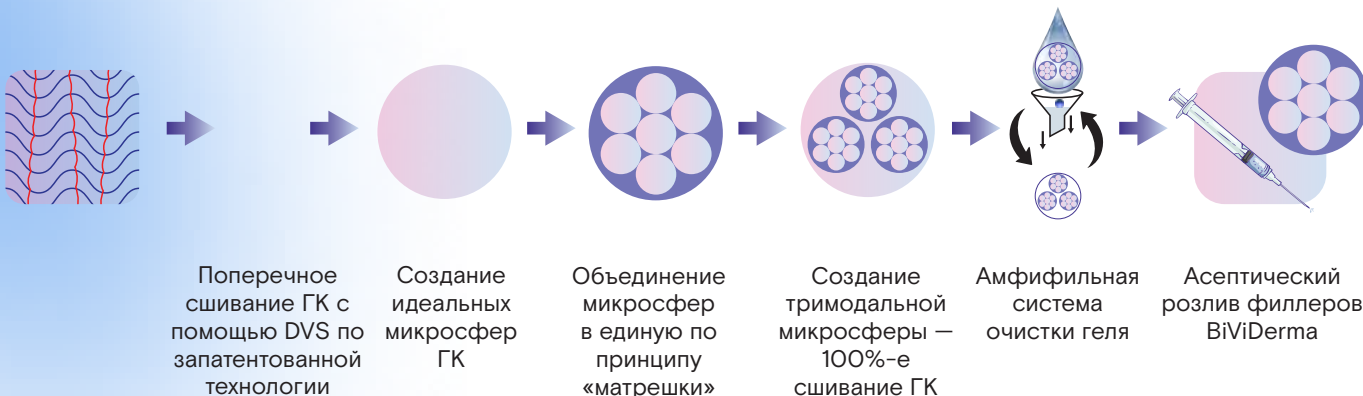 Поперечное
сшивание ГК с
помощью DVS по
запатентованной
технологии
Создание
идеальных
микросфер
ГК
Объединение
микросфер
в единую по
принципу
«матрешки»
Создание
тримодальной
микросферы —
100%-е
сшивание ГК
Амфифильная
система
очистки геля
Асептический
розлив филлеров
BiViDerma